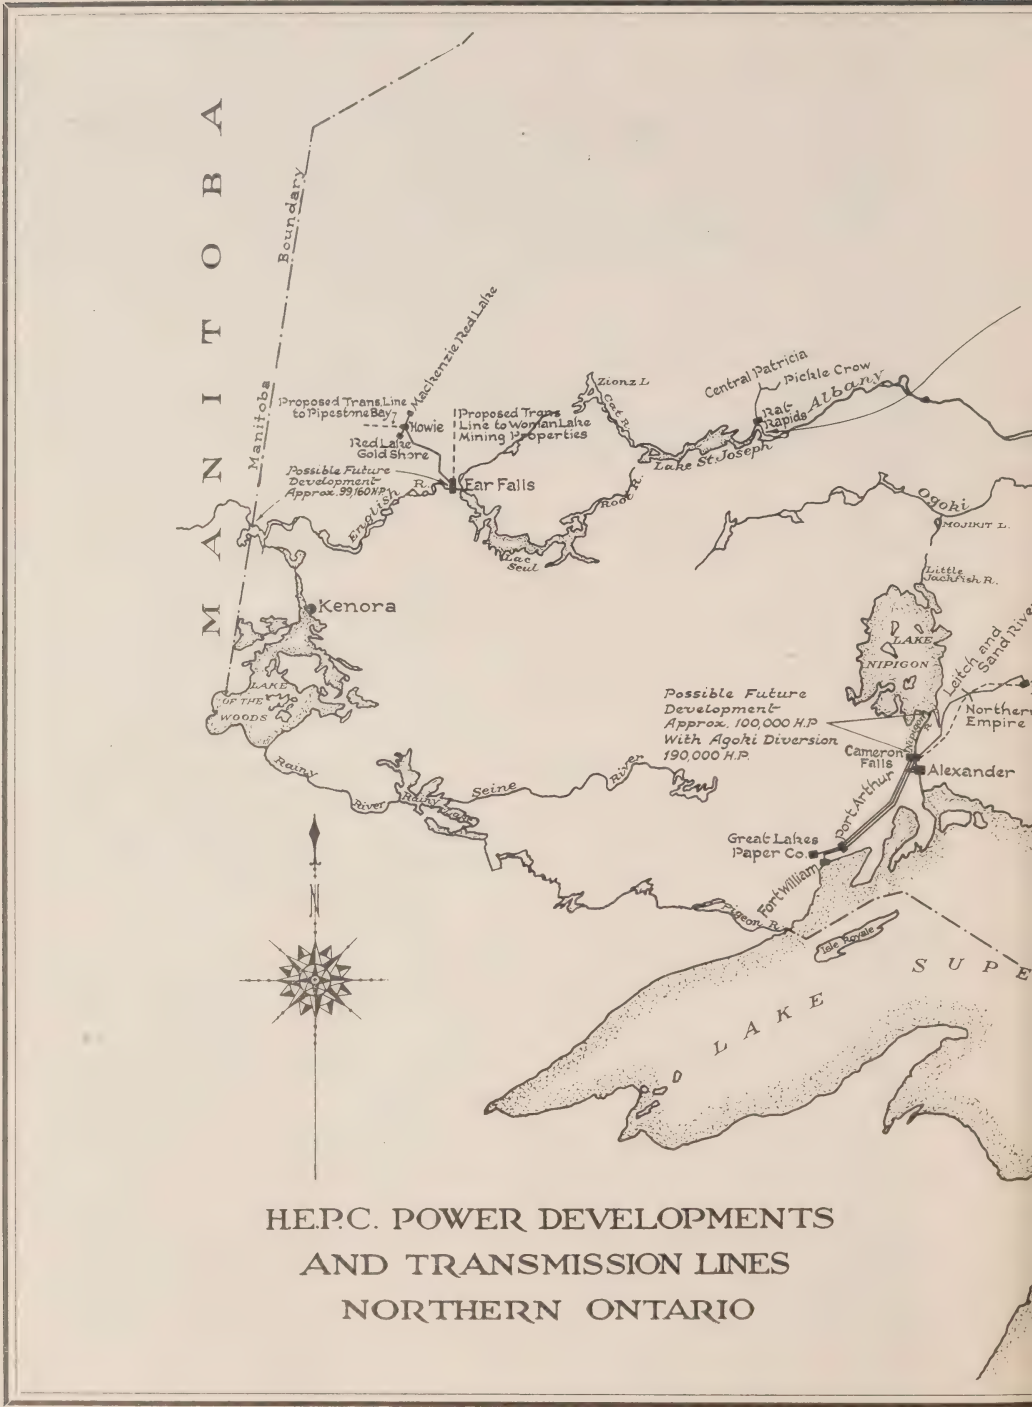 MANITOBA
Manitoba Boundary
Mackenzie Red Lake
Proposed Trans. Line
to Pipestone Bay
Howie
Red Lake
Gold Shore
Proposed Trans
Line to Woman Lake
Mining Properties
Possible Future
Development
Approx. 99,160 H.P.
English R.
Ear Falls
Lac
Seul
Root R.
Zionz L
Cat R.
Lake St. Joseph
Central Patricia
Pickle Crow
Rat
Rapids
Albany
Ogoki
MOJIKIT L.
Little
Jackfish R.
LAKE
NIPIGON
Leitch and
Sand River
Northern
Empire
Nipigon
R.
Possible Future
Development
Approx. 100,000 H.P
With Agoki Diversion
190,000 H.P.
Cameron
Falls
Alexander
Port Arthur
Great Lakes
Paper Co.
Fort William
Kenora
LAKE
OF THE
WOODS
Rainy
River
Rainy Lake
Seine River
Pigeon R.
Isle Royale
LAKE SUPE
N
H.E.P.C. POWER DEVELOPMENTS
AND TRANSMISSION LINES
NORTHERN ONTARIO